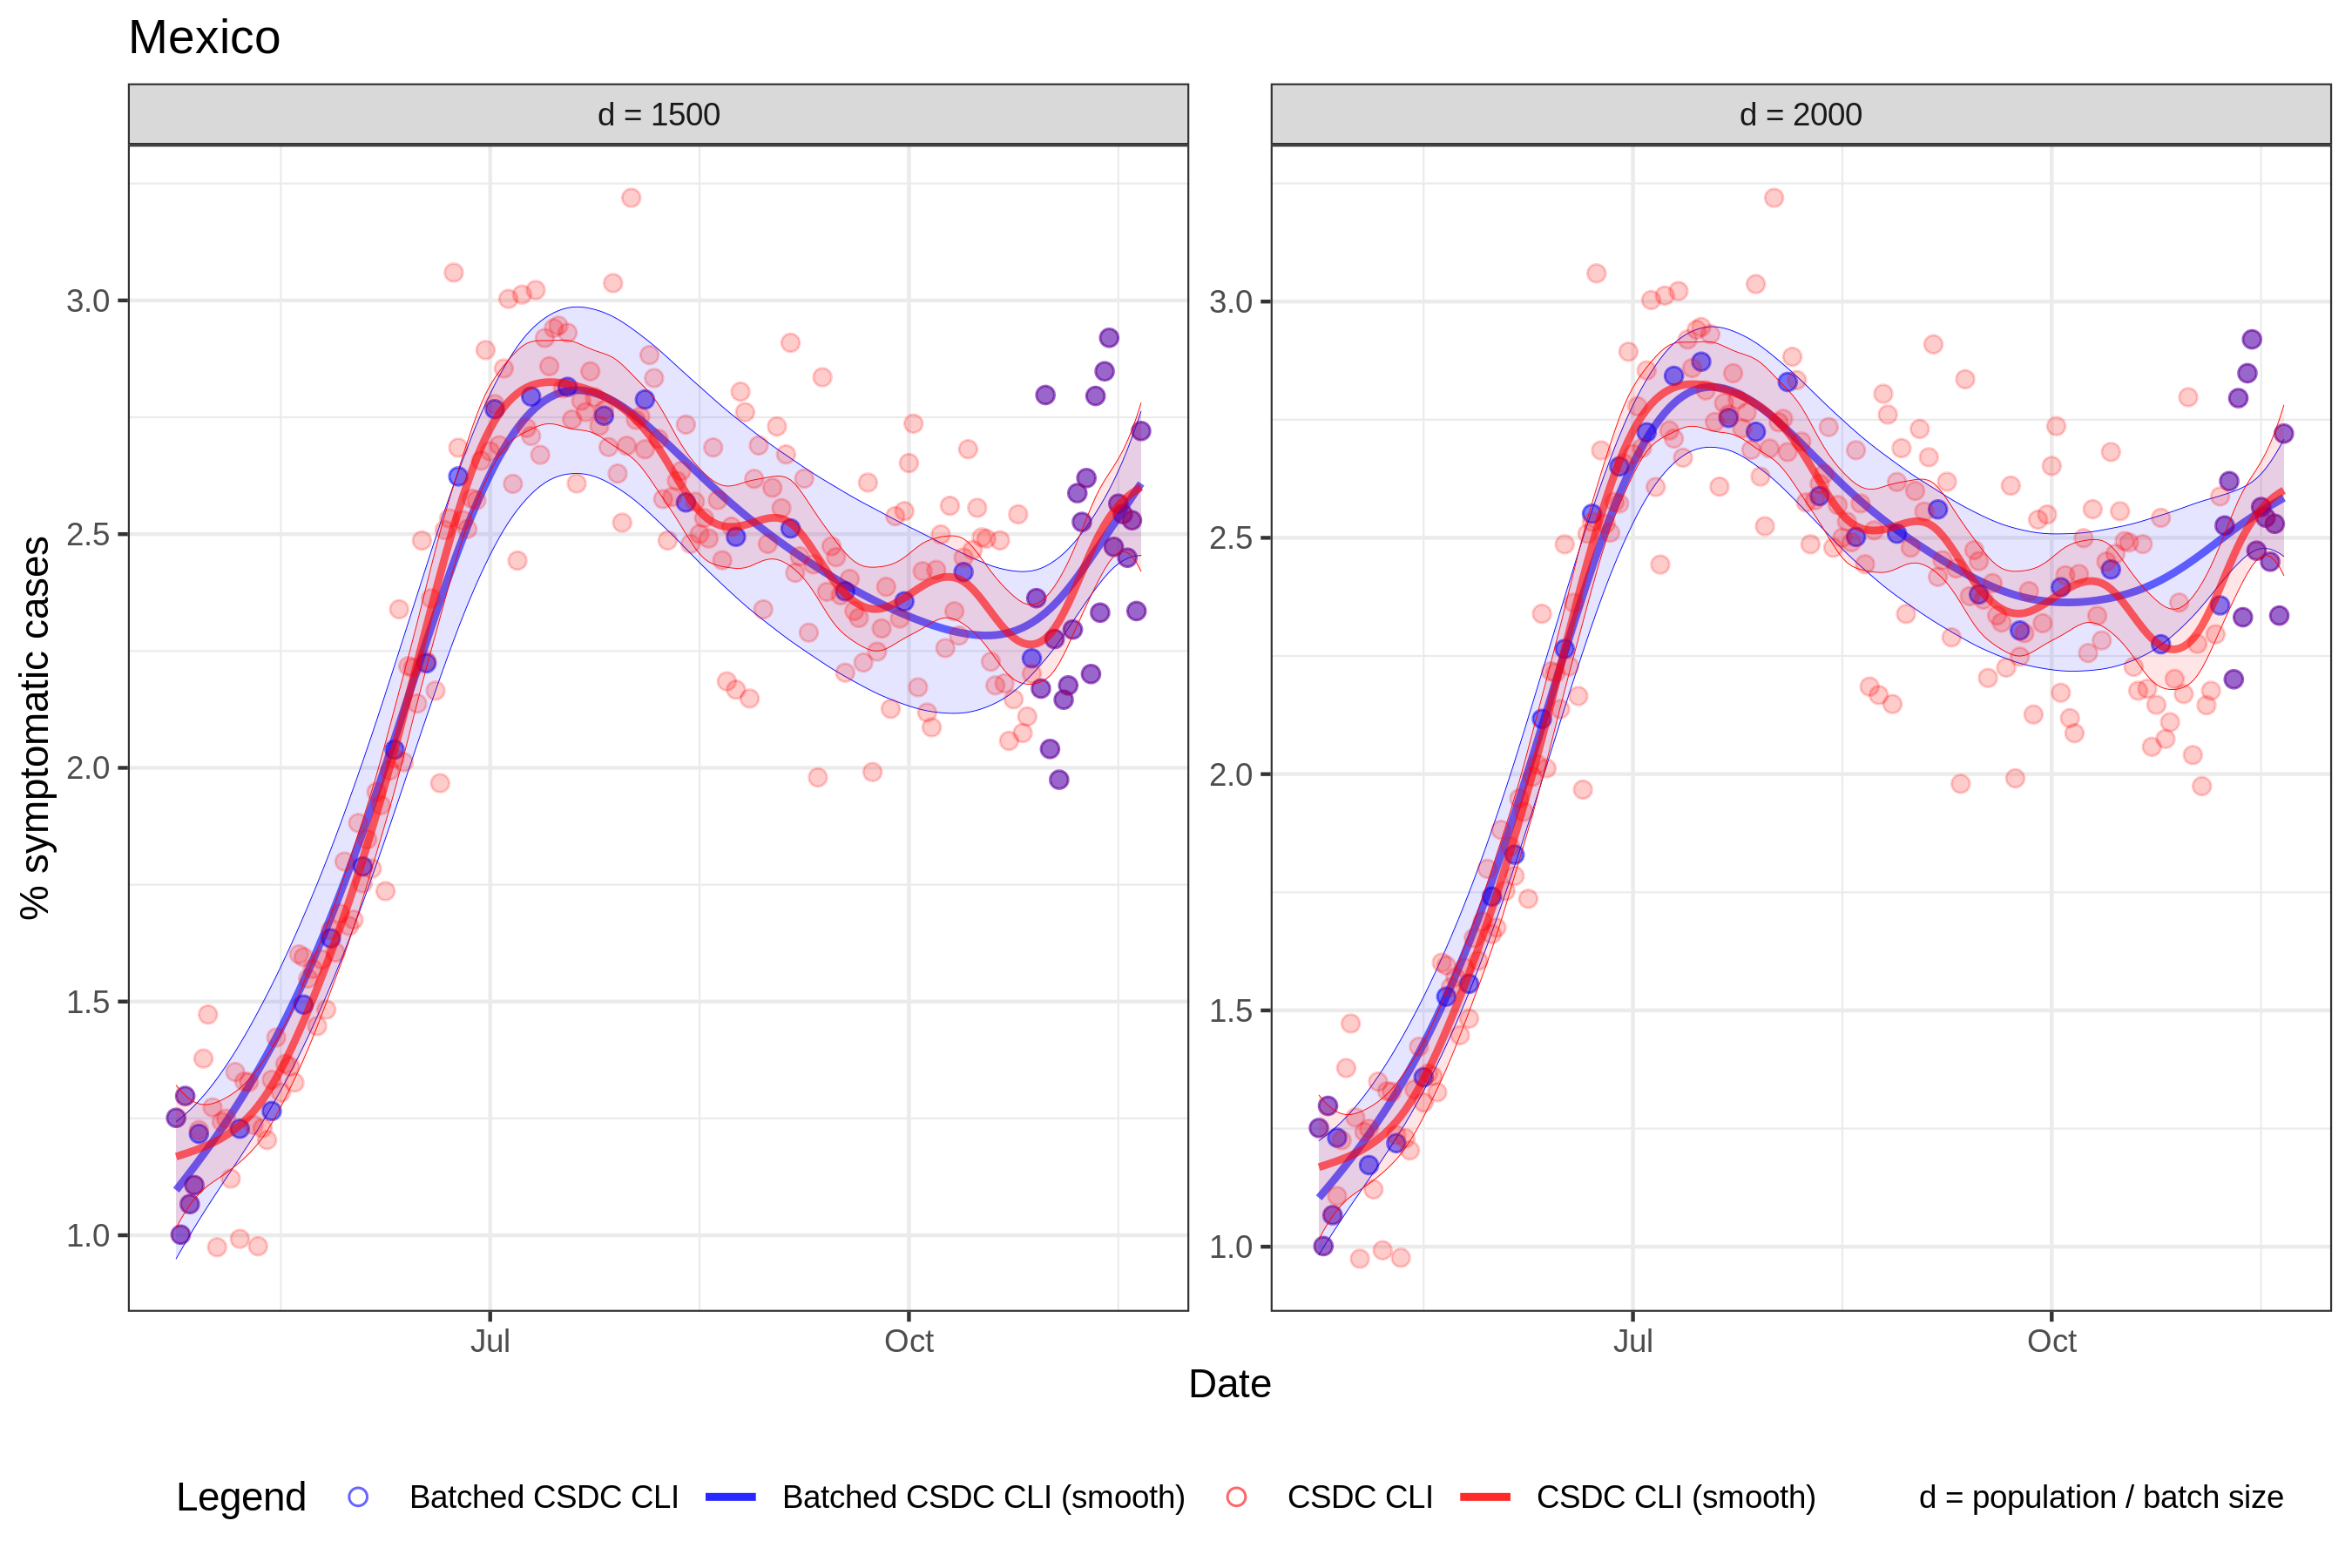 Mexico
d = 1500
d = 2000
% symptomatic cases
3.0
2.5
2.0
1.5
1.0
3.0
2.5
2.0
1.5
1.0
Jul
Oct
Jul
Oct
Date
Legend
Batched CSDC CLI
Batched CSDC CLI (smooth)
CSDC CLI
CSDC CLI (smooth)
d = population / batch size